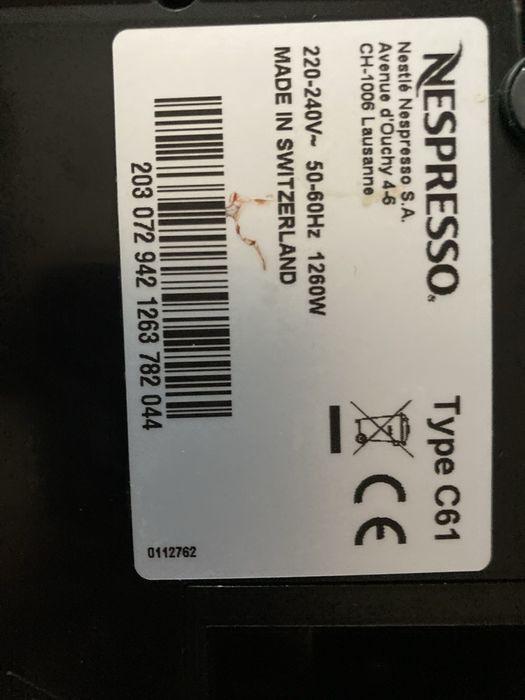 NESPRESSO®
Type C61
Nestlé Nespresso S.A.
Avenue d'Ouchy 4-6
CH-1006 Lausanne
CE
220-240V~ 50-60Hz 1260W
MADE IN SWITZERLAND
203 072 942 1263 782 044
0112762